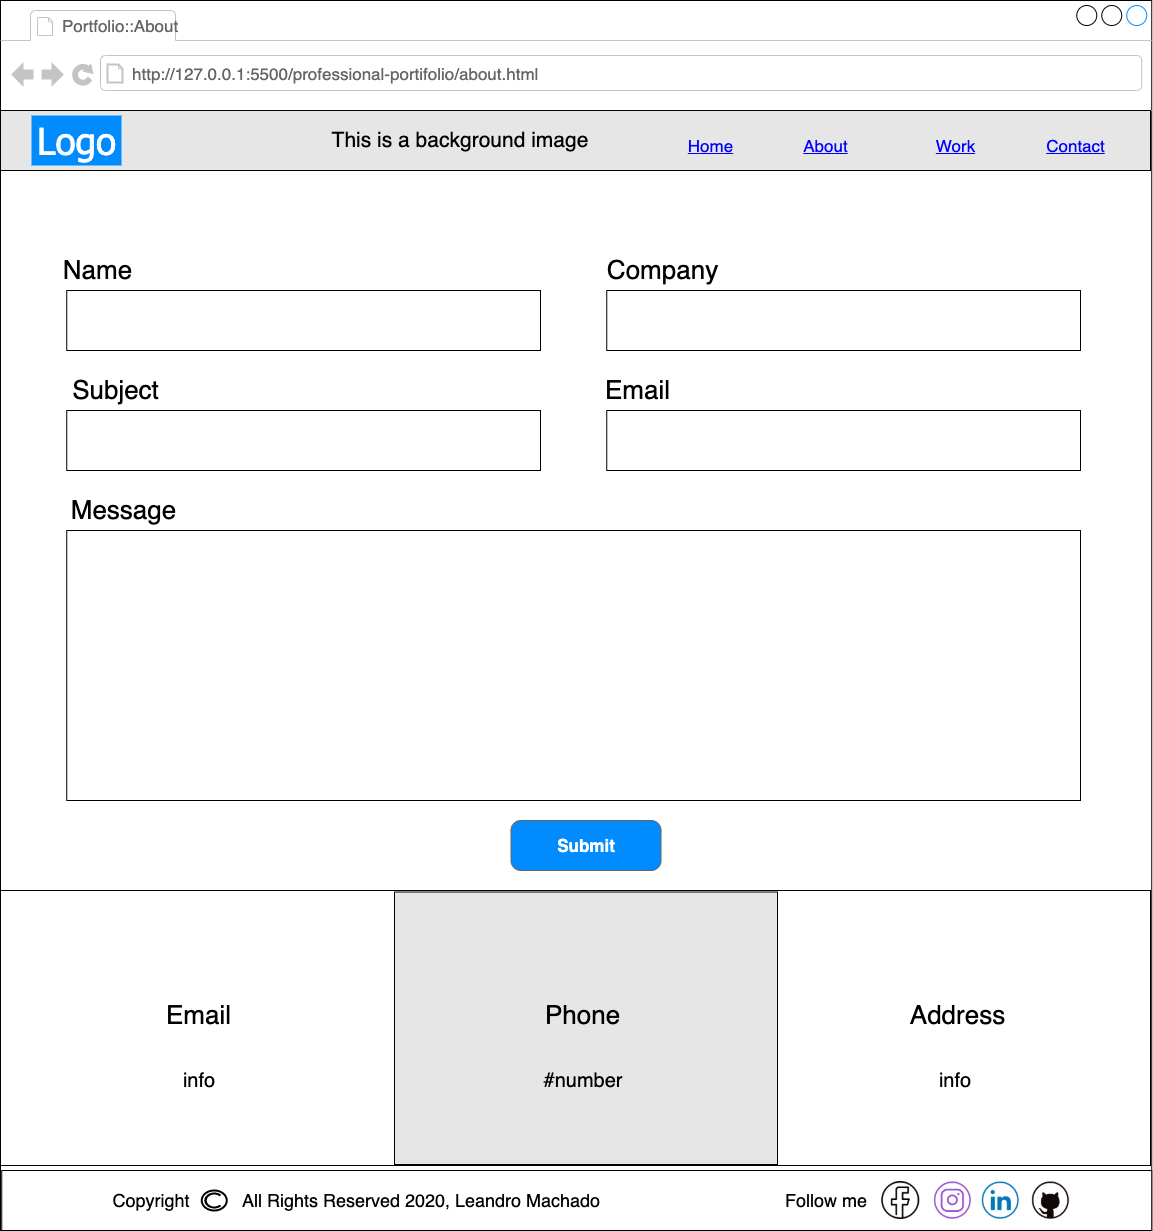 Portfolio::About
http://127.0.0.1:5500/professional-portifolio/about.html
Logo
This is a background image
Home About Work Contact
Name Company
Subject Email
Message
Submit
Email Phone Address
info #number info
Copyright © All Rights Reserved 2020, Leandro Machado Follow me